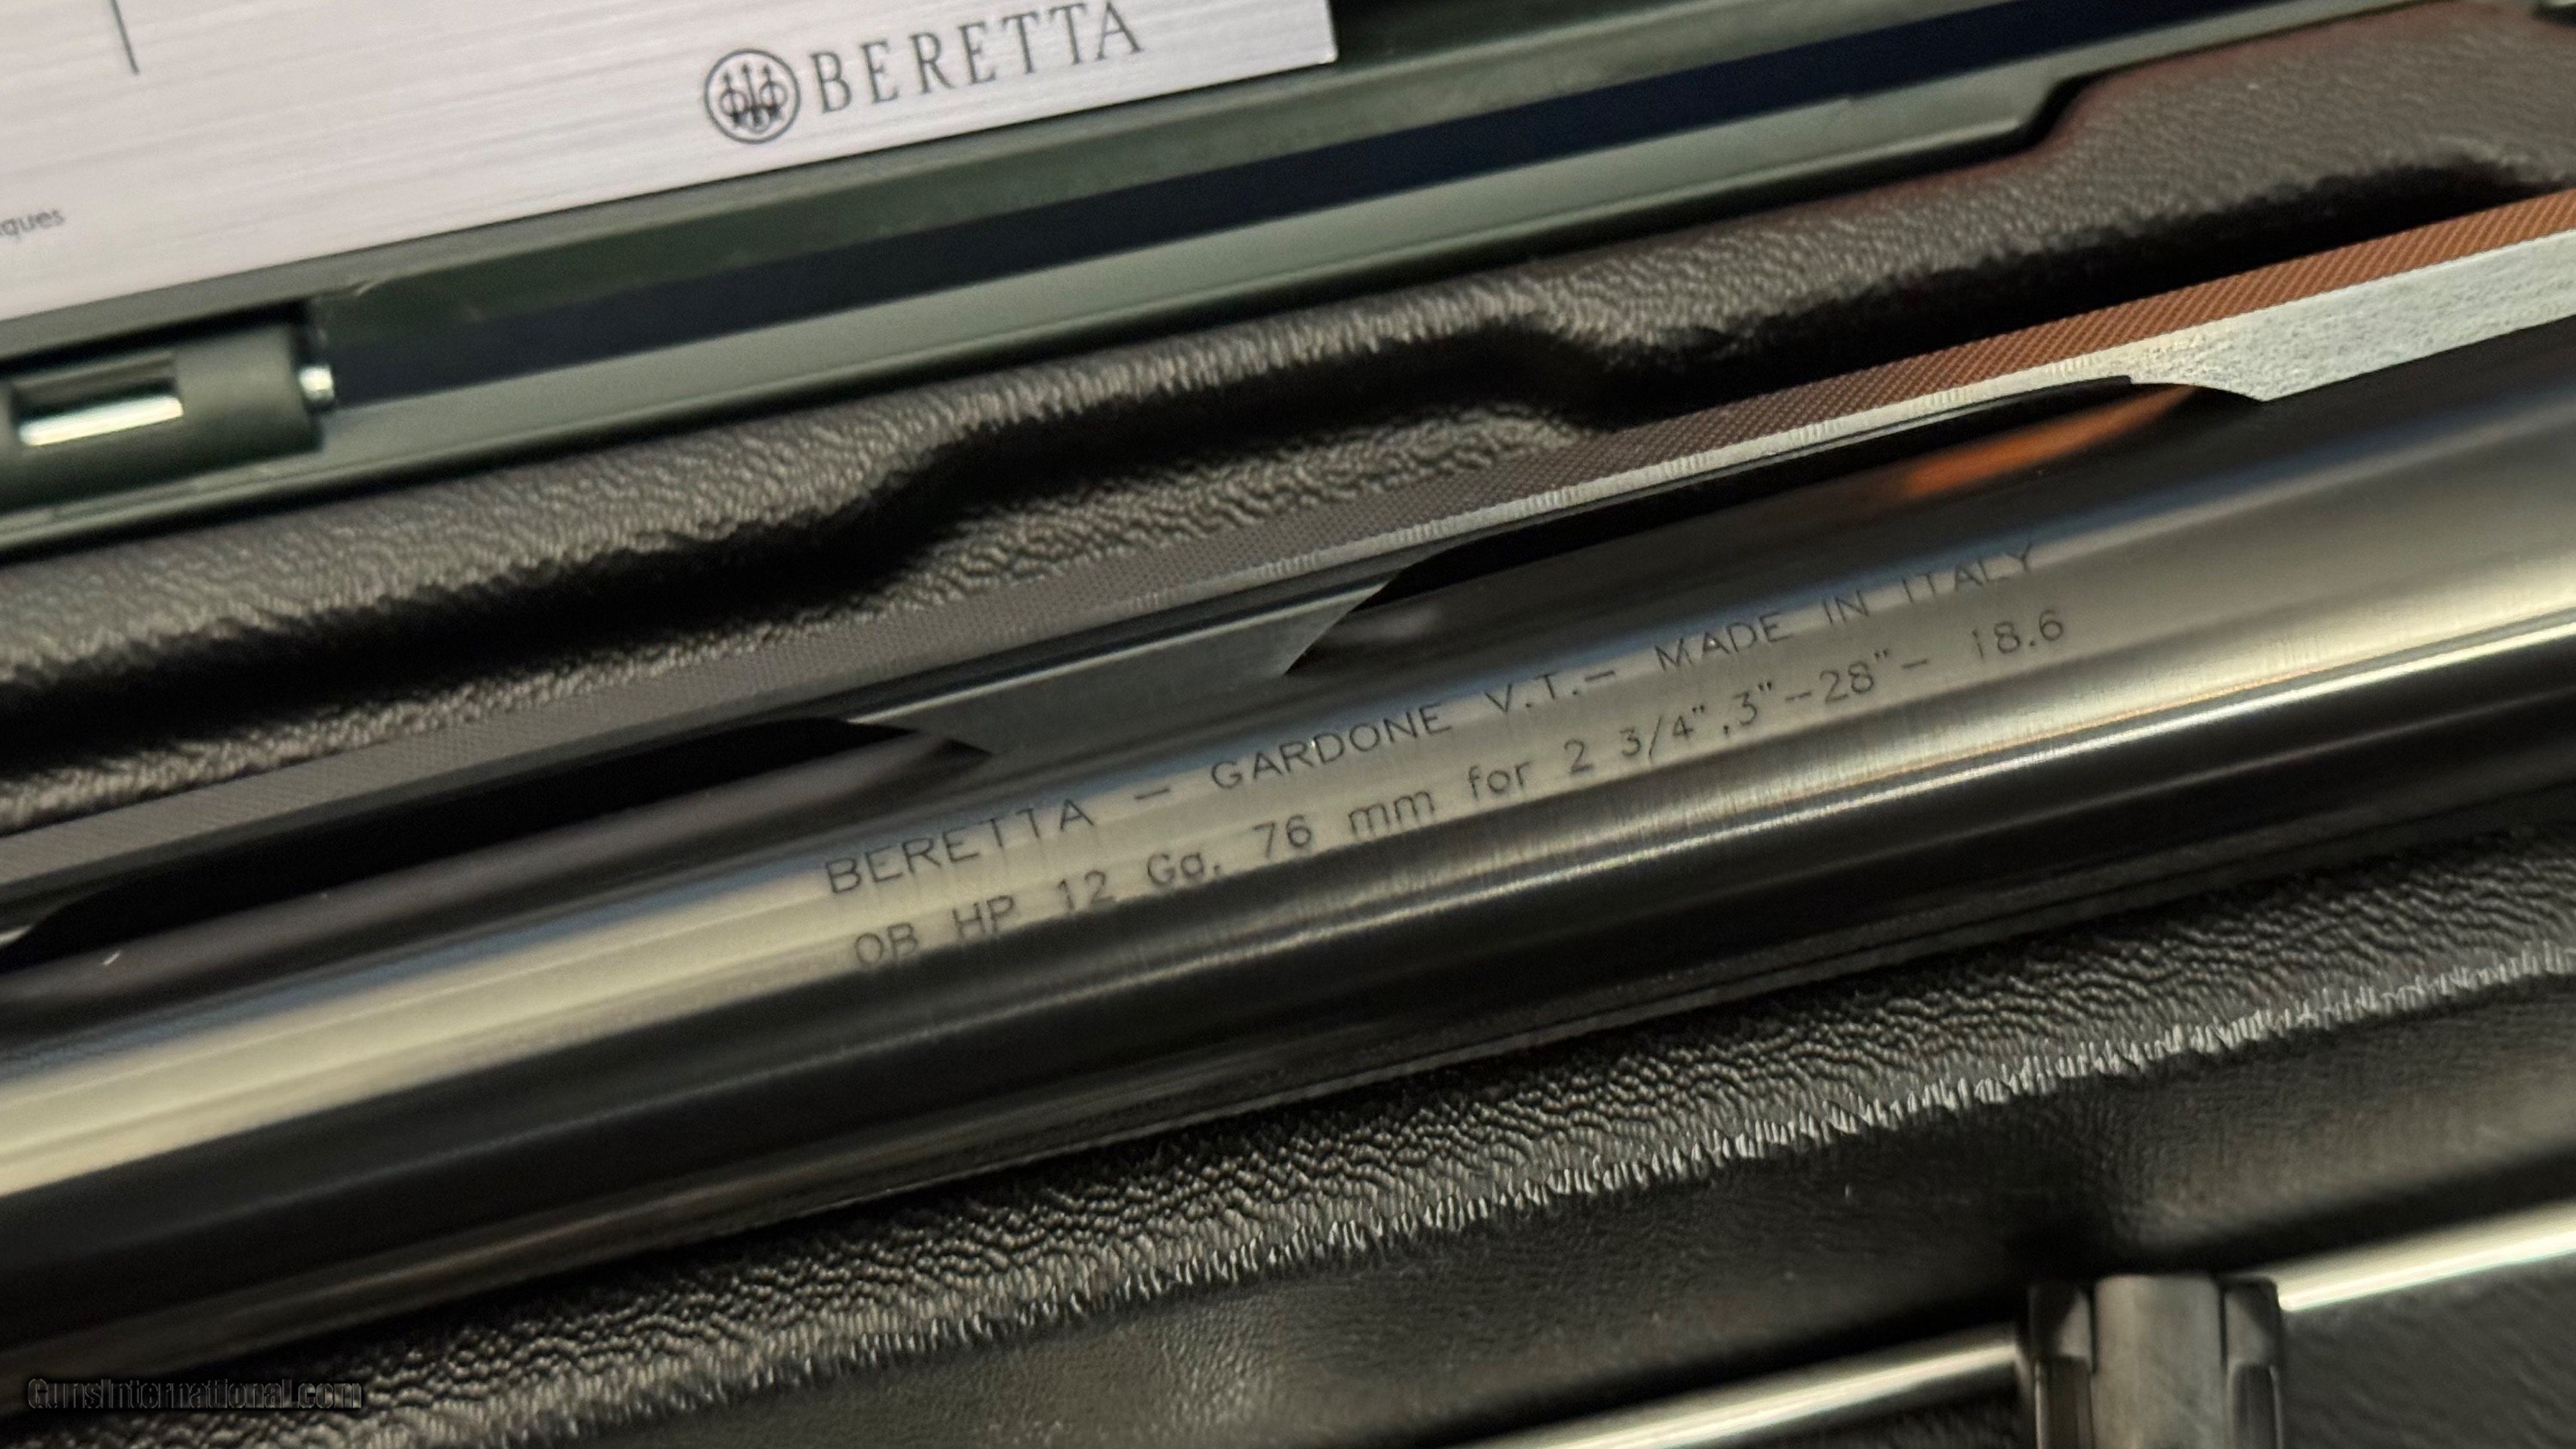 BERETTA
BERETTA - GARDONE V.T.- MADE IN ITALY
OB HP 12 Ga. 76 mm for 2 3/4",3"-28"- 18.6
GunsInternational.com